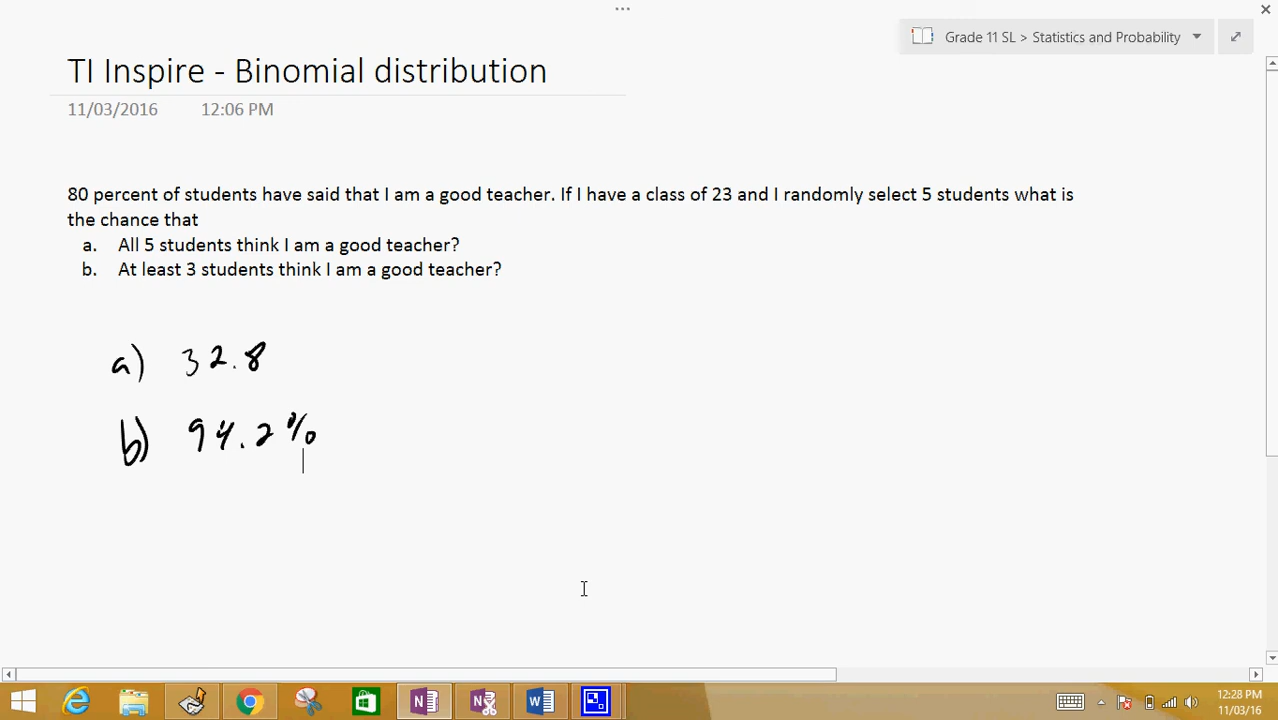 Grade 11 SL > Statistics and Probability
TI Inspire - Binomial distribution
11/03/2016 12:06 PM
80 percent of students have said that I am a good teacher. If I have a class of 23 and I randomly select 5 students what is
the chance that
a. All 5 students think I am a good teacher?
b. At least 3 students think I am a good teacher?
a) 32.8
b) 94.2%
12:28 PM
11/03/16